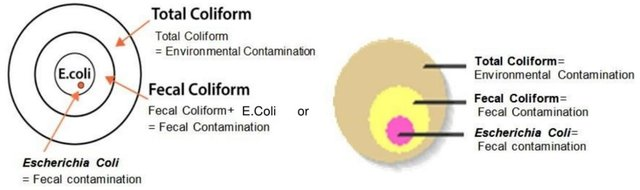 Total Coliform
Total Coliform
= Environmental Contamination
E.coli
Fecal Coliform
Fecal Coliform+ E.Coli or
= Fecal Contamination
Escherichia Coli
= Fecal contamination
Total Coliform=
Environmental Contamination
Fecal Coliform=
Fecal Contamination
Escherichia Coli=
Fecal contamination